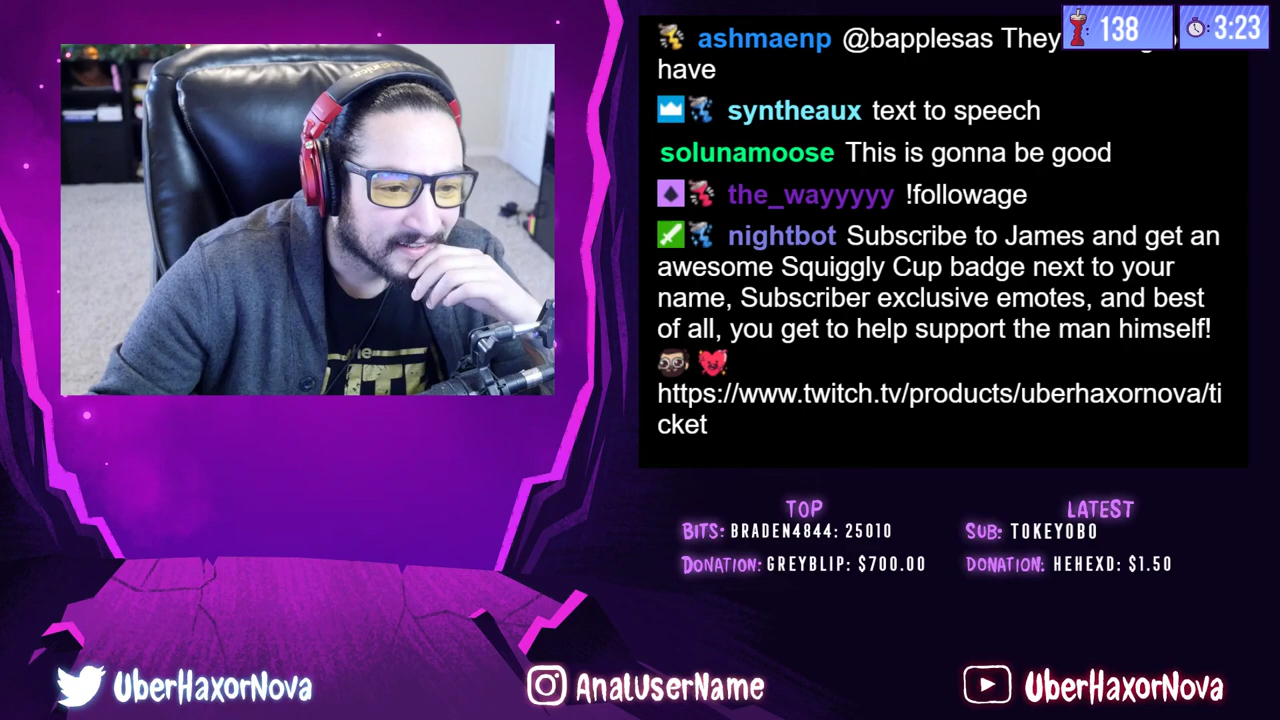 138
3:23
ashmaenp @bapplesas They
have
syntheaux text to speech
solunamoose This is gonna be good
the_wayyyyy !followage
nightbot Subscribe to James and get an
awesome Squiggly Cup badge next to your
name, Subscriber exclusive emotes, and best
of all, you get to help support the man himself!
https://www.twitch.tv/products/uberhaxornova/ti
cket
the
TOP
BITS: BRADEN4844: 25010
DONATION: GREYBLIP: $700.00
LATEST
SUB: TOKEYOBO
DONATION: HEHEXD: $1.50
UberHaxorNova
AnalUserName
UberHaxorNova